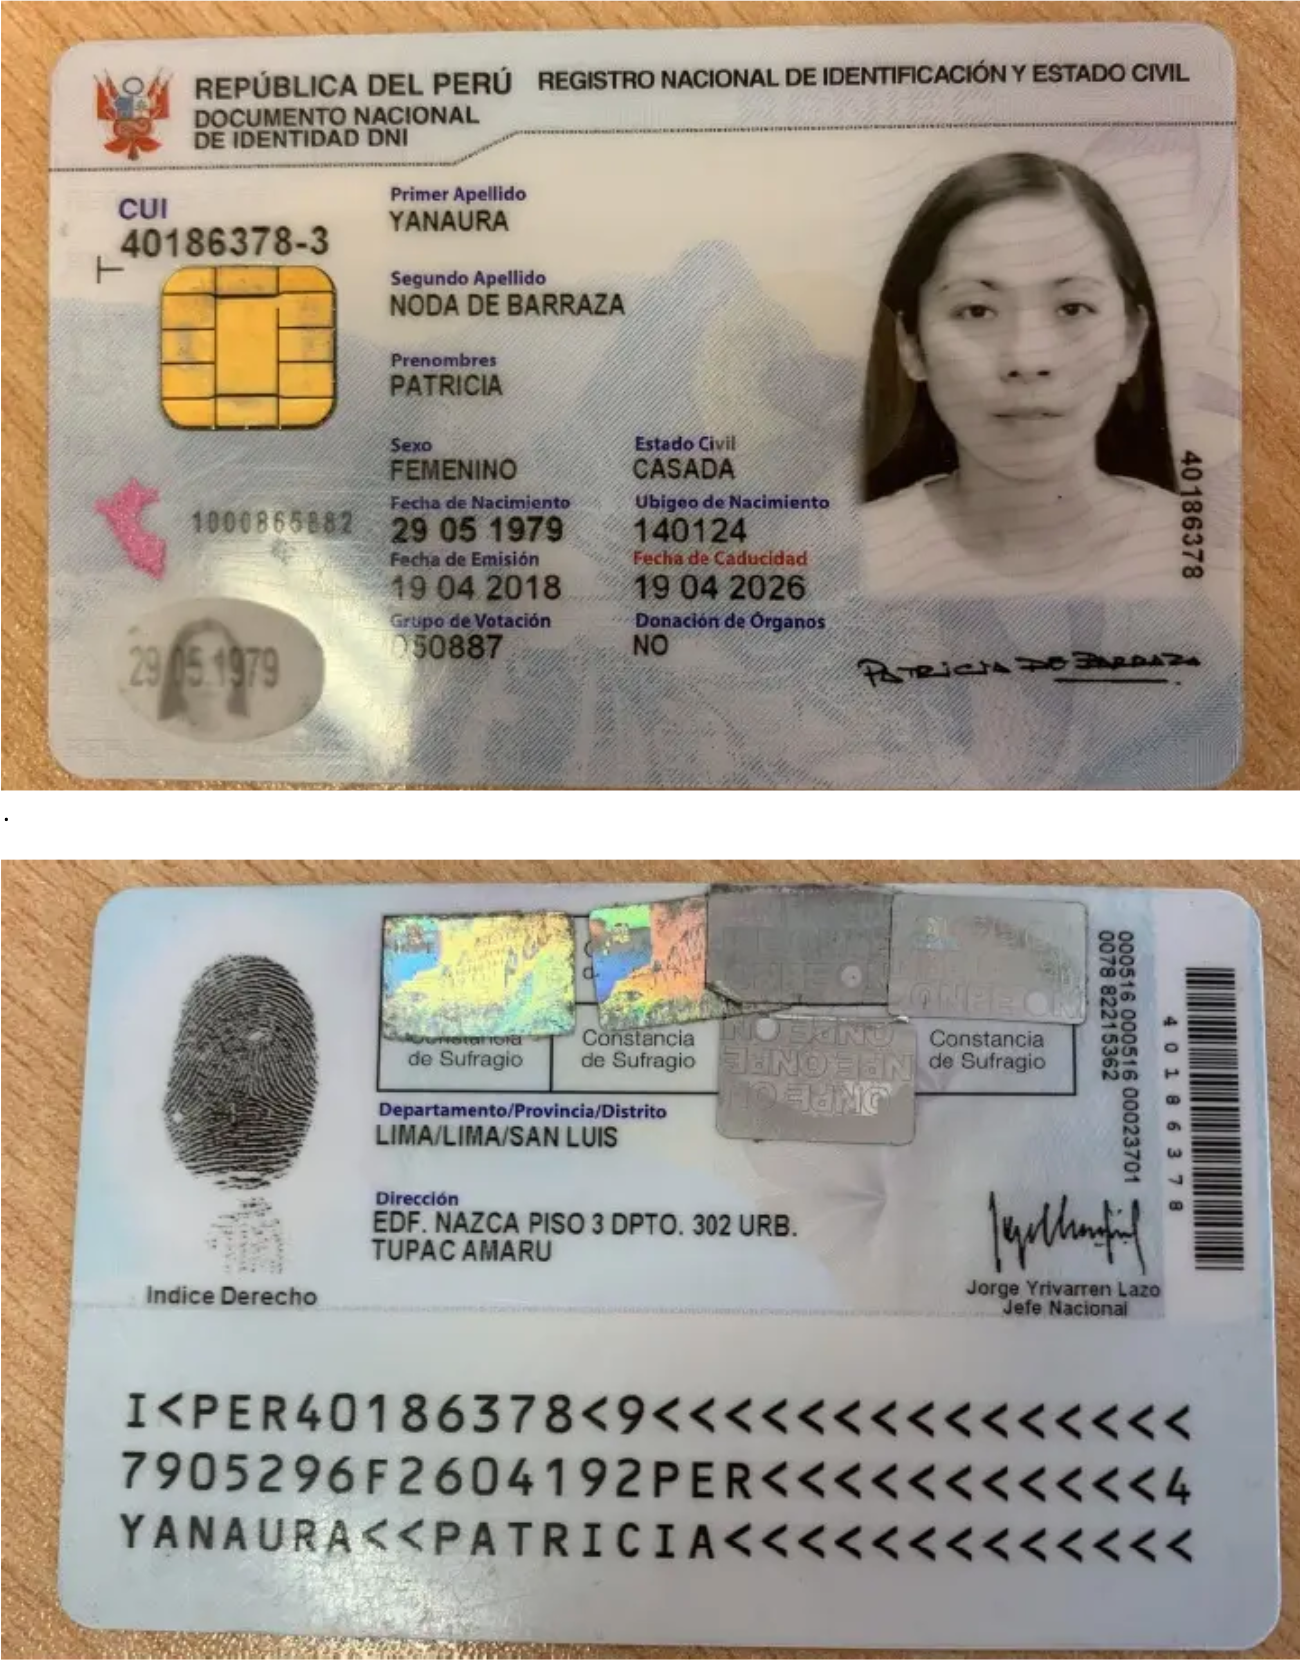 REPÚBLICA DEL PERÚ REGISTRO NACIONAL DE IDENTIFICACIÓN Y ESTADO CIVIL
DOCUMENTO NACIONAL
DE IDENTIDAD DNI
CUI
40186378-3
T
Primer Apellido
YANAURA
Segundo Apellido
NODA DE BARRAZA
Prenombres
PATRICIA
Sexo
FEMENINO
Estado Civil
CASADA
Fecha de Nacimiento
29 05 1979
Ubigeo de Nacimiento
140124
Fecha de Emisión
19 04 2018
Fecha de Caducidad
19 04 2026
Grupo de Votación
050887
Donación de Órganos
NO
1000865882
29.05.1979
40186378
PATRICIA DE BARRAZA
.
Constancia
de Sufragio
Constancia
de Sufragio
Constancia
de Sufragio
Departamento/Provincia/Distrito
LIMA/LIMA/SAN LUIS
Dirección
EDF. NAZCA PISO 3 DPTO. 302 URB.
TUPAC AMARU
Indice Derecho
000516 000516 00023701
0078 82215362
40186378
Jorge Yrivarren Lazo
Jefe Nacional
I<PER40186378<9<<<<<<<<<<<<<<<
7905296F2604192PER<<<<<<<<<<<4
YANAURA<<PATRICIA<<<<<<<<<<<<<